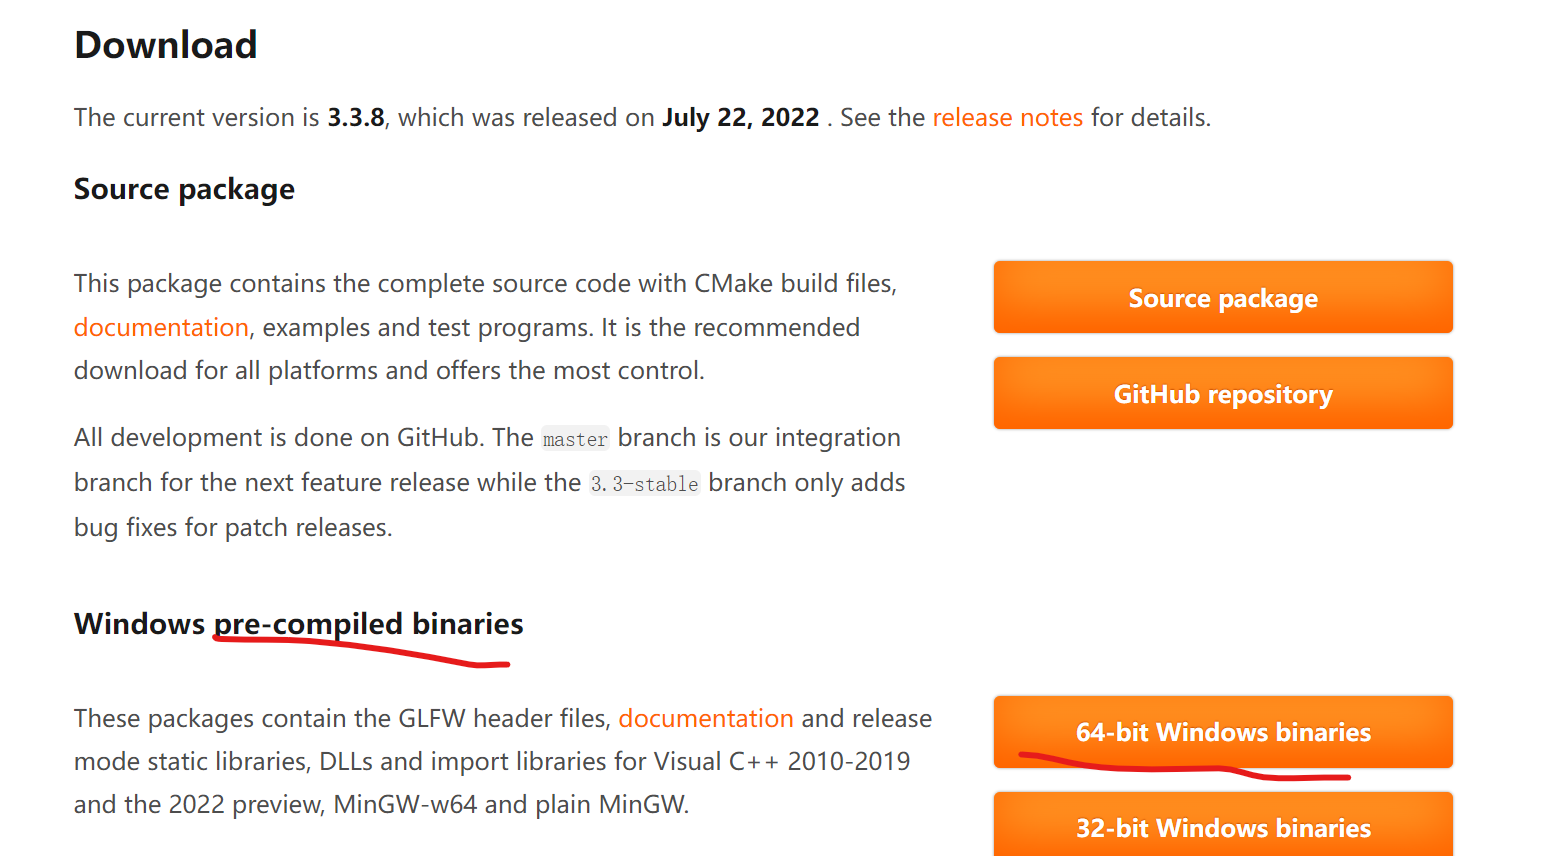 Download
The current version is 3.3.8, which was released on July 22, 2022 . See the release notes for details.
Source package
This package contains the complete source code with CMake build files,
documentation, examples and test programs. It is the recommended
download for all platforms and offers the most control.
Source package
GitHub repository
All development is done on GitHub. The master branch is our integration
branch for the next feature release while the 3.3-stable branch only adds
bug fixes for patch releases.
Windows pre-compiled binaries
These packages contain the GLFW header files, documentation and release
mode static libraries, DLLs and import libraries for Visual C++ 2010-2019
and the 2022 preview, MinGW-w64 and plain MinGW.
64-bit Windows binaries
32-bit Windows binaries